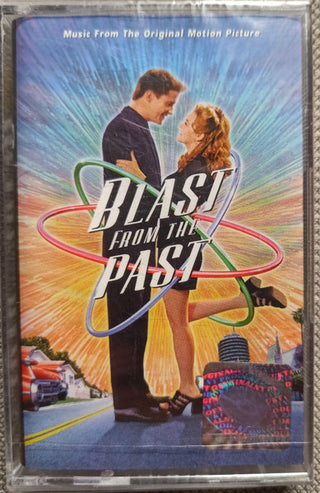 Music From The Original Motion Picture
BLAST
FROM THE
PAST